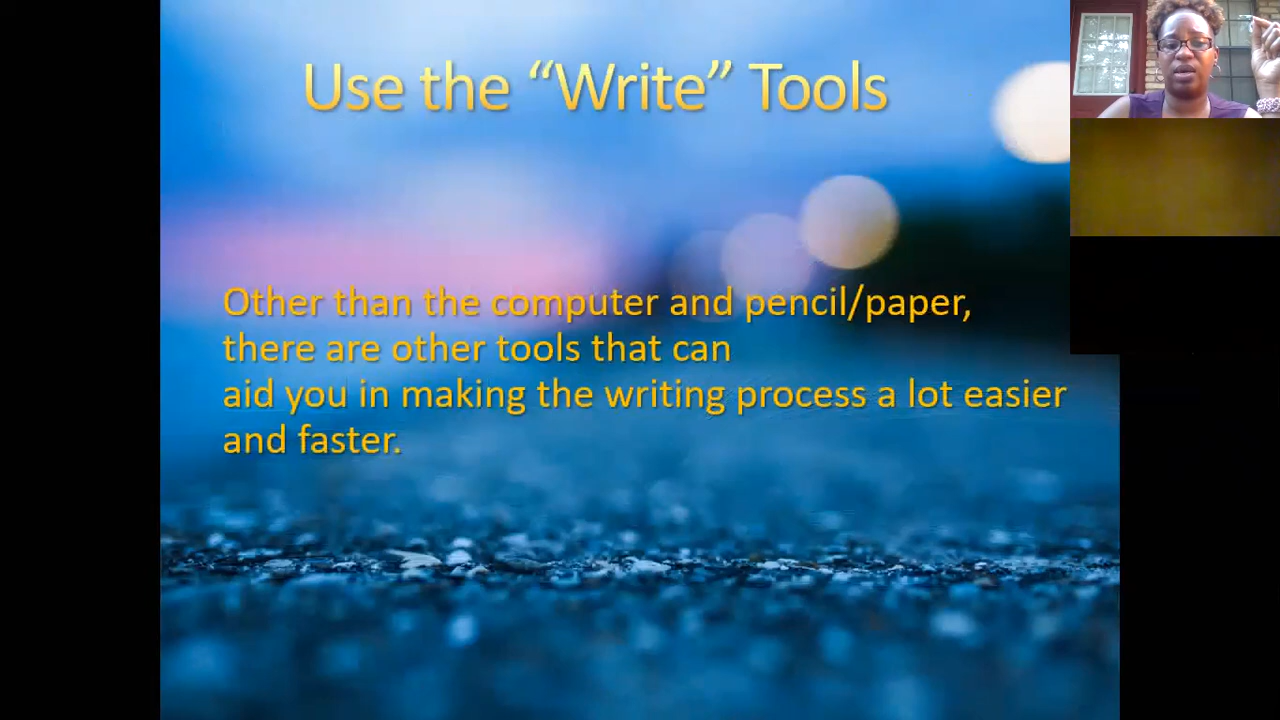 Use the “Write” Tools
Other than the computer and pencil/paper,
there are other tools that can
aid you in making the writing process a lot easier
and faster.